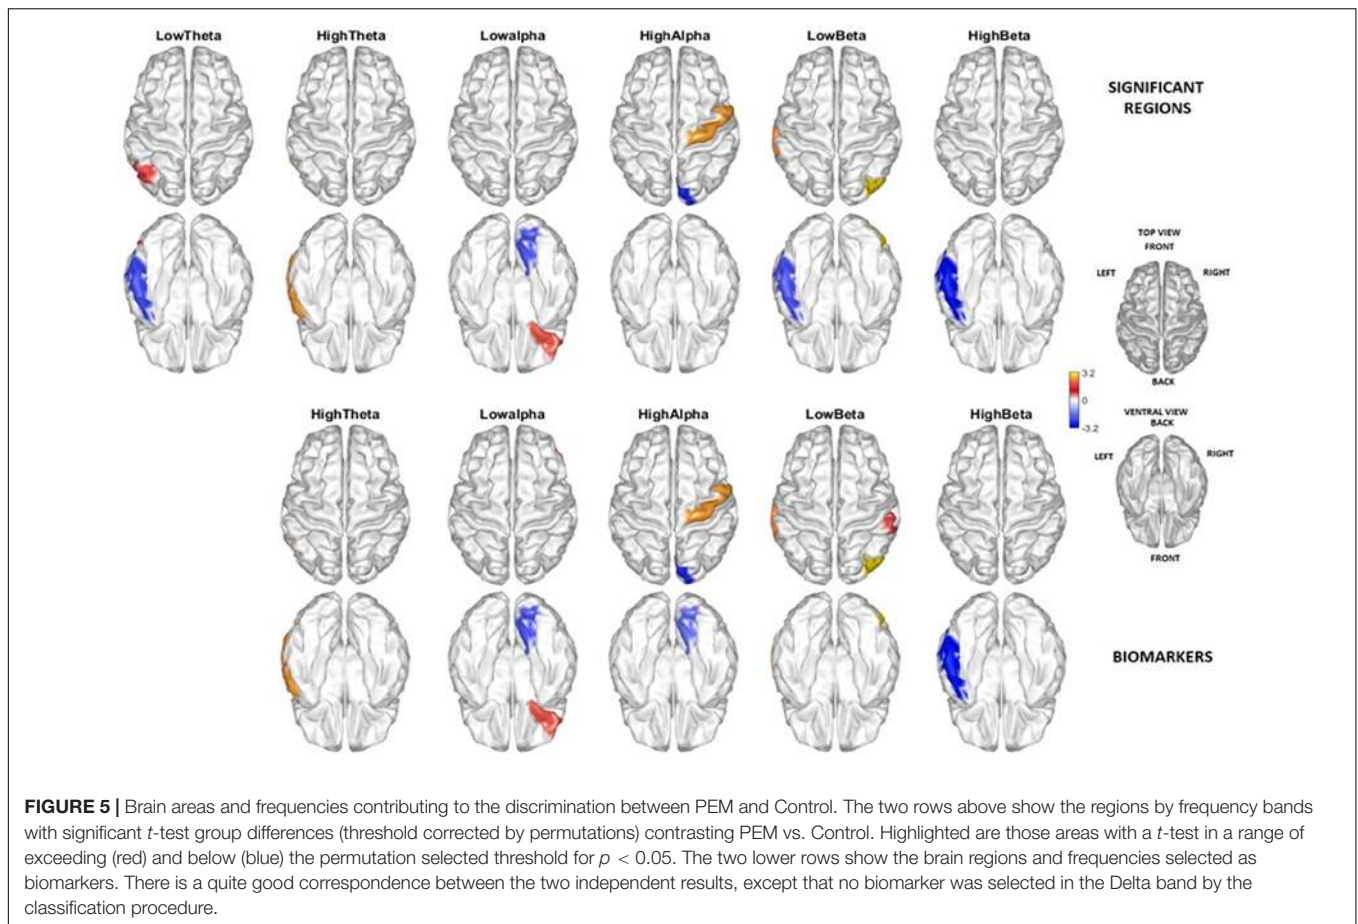 LowTheta HighTheta Lowalpha HighAlpha LowBeta HighBeta
SIGNIFICANT
REGIONS
TOP VIEW
FRONT
LEFT RIGHT
BACK
3.2
0
-3.2
HighTheta Lowalpha HighAlpha LowBeta HighBeta
VENTRAL VIEW
BACK
LEFT RIGHT
FRONT
BIOMARKERS
FIGURE 5 | Brain areas and frequencies contributing to the discrimination between PEM and Control. The two rows above show the regions by frequency bands
with significant t-test group differences (threshold corrected by permutations) contrasting PEM vs. Control. Highlighted are those areas with a t-test in a range of
exceeding (red) and below (blue) the permutation selected threshold for p < 0.05. The two lower rows show the brain regions and frequencies selected as
biomarkers. There is a quite good correspondence between the two independent results, except that no biomarker was selected in the Delta band by the
classification procedure.